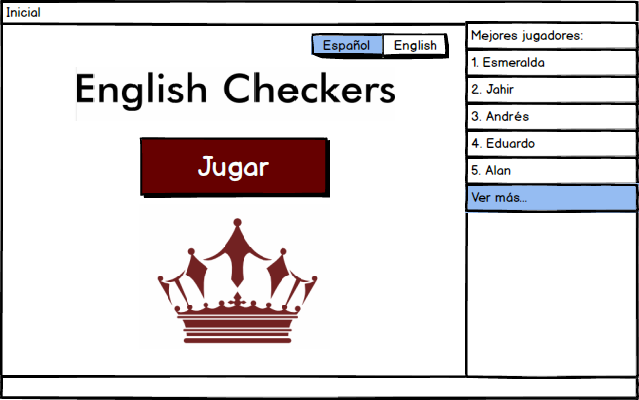 Inicial
Español English
English Checkers
Jugar
Mejores jugadores:
1. Esmeralda
2. Jahir
3. Andrés
4. Eduardo
5. Alan
Ver más...